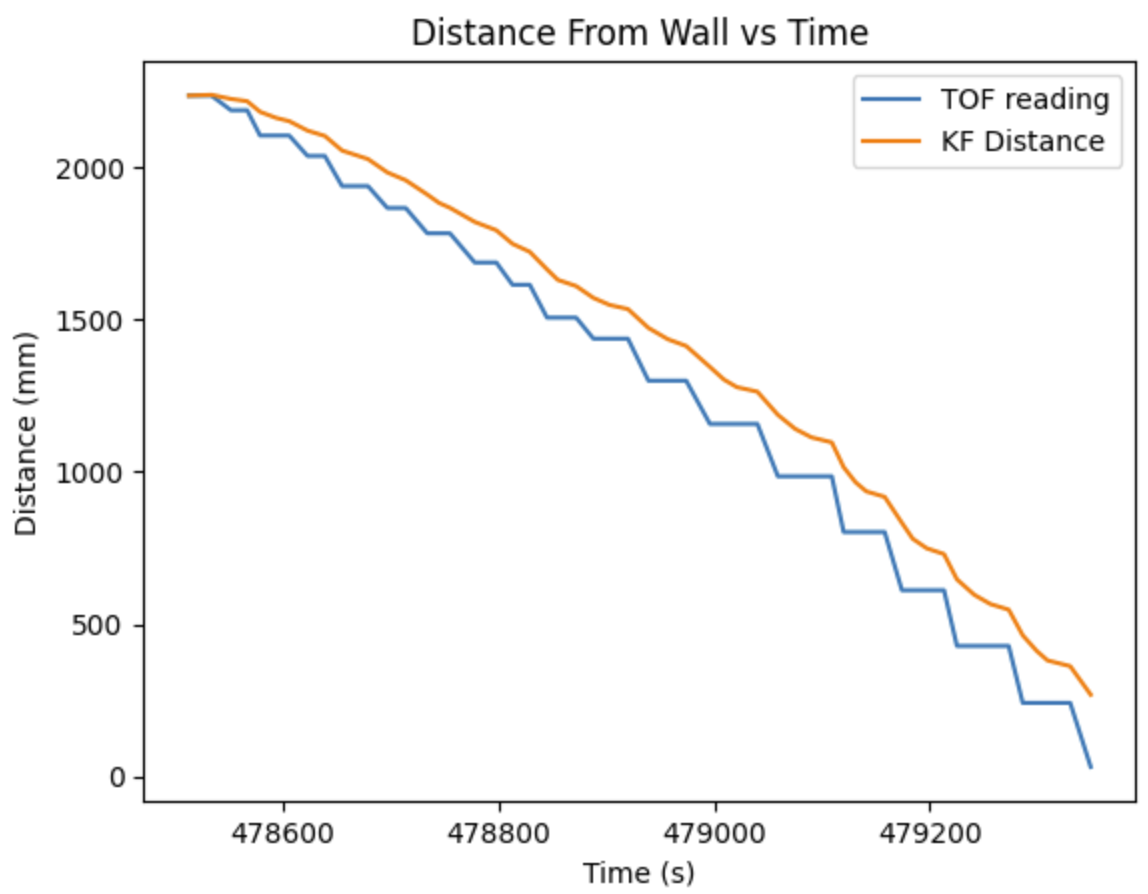 Distance From Wall vs Time
TOF reading
KF Distance
Distance (mm)
2000
1500
1000
500
0
478600
478800
479000
479200
Time (s)